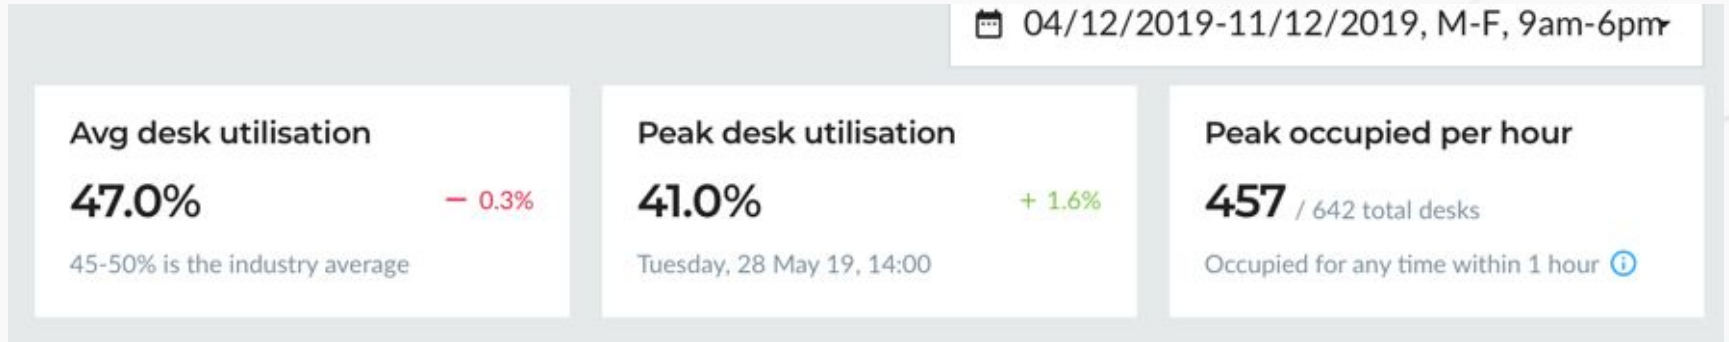 04/12/2019-11/12/2019, M-F, 9am-6pm
Avg desk utilisation
47.0% − 0.3%
45-50% is the industry average
Peak desk utilisation
41.0% + 1.6%
Tuesday, 28 May 19, 14:00
Peak occupied per hour
457 / 642 total desks
Occupied for any time within 1 hour